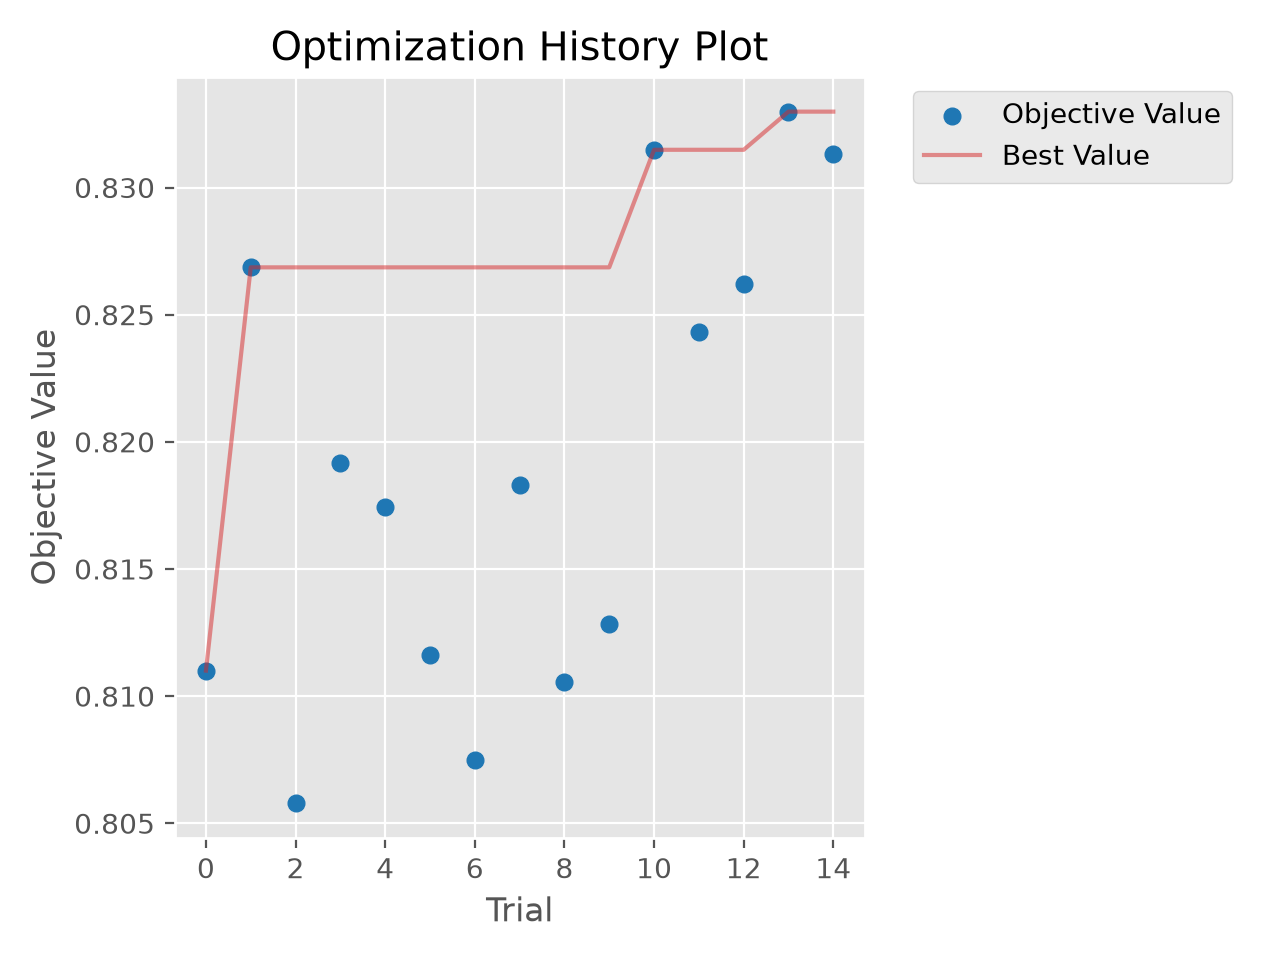 Optimization History Plot
Objective Value
Best Value
0.830
0.825
0.820
0.815
0.810
0.805
Objective Value
0 2 4 6 8 10 12 14
Trial